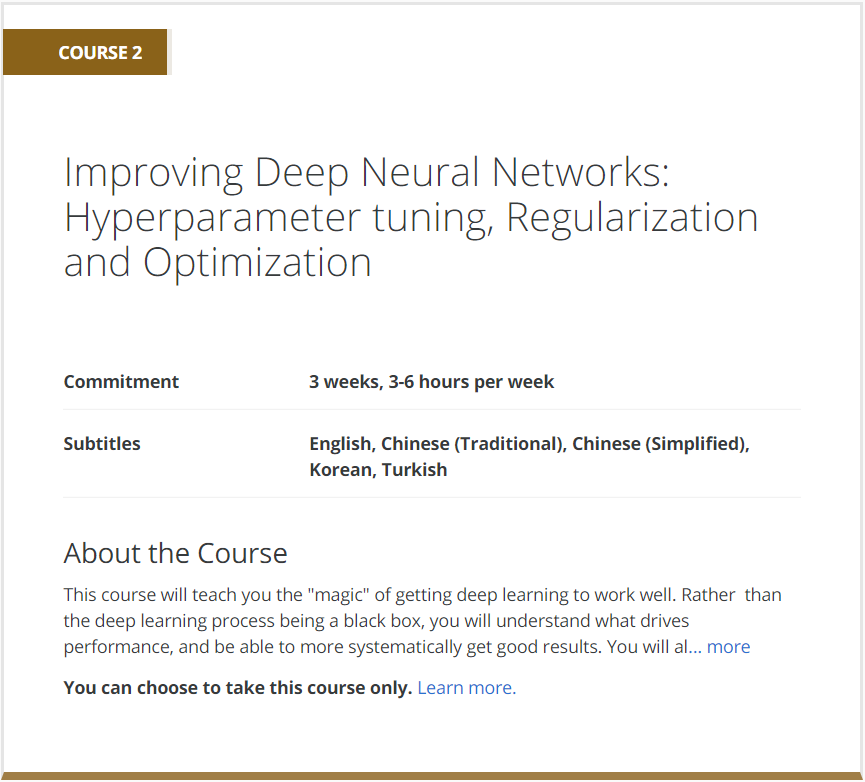 COURSE 2
Improving Deep Neural Networks:
Hyperparameter tuning, Regularization
and Optimization
Commitment 3 weeks, 3-6 hours per week
Subtitles English, Chinese (Traditional), Chinese (Simplified),
Korean, Turkish
About the Course
This course will teach you the "magic" of getting deep learning to work well. Rather  than
the deep learning process being a black box, you will understand what drives
performance, and be able to more systematically get good results. You will al... more
You can choose to take this course only. Learn more.